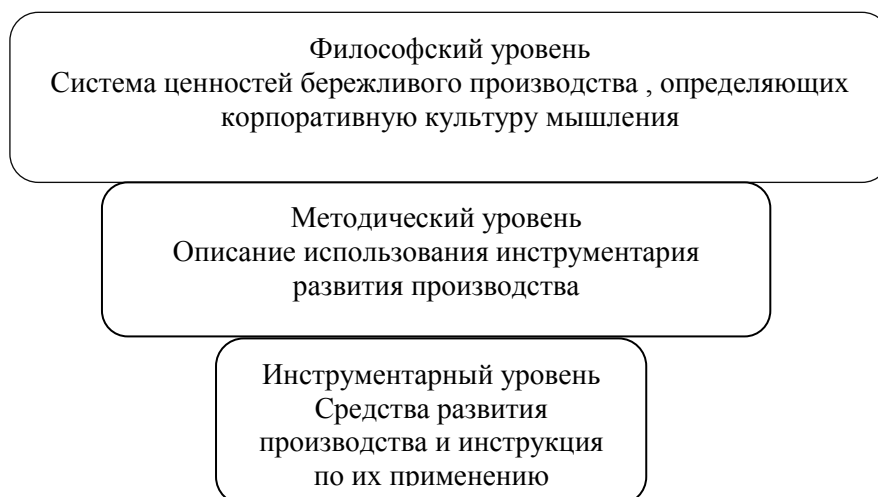 Философский уровень
Система ценностей бережливого производства , определяющих
корпоративную культуру мышления
Методический уровень
Описание использования инструментария
развития производства
Инструментарный уровень
Средства развития
производства и инструкция
по их применению